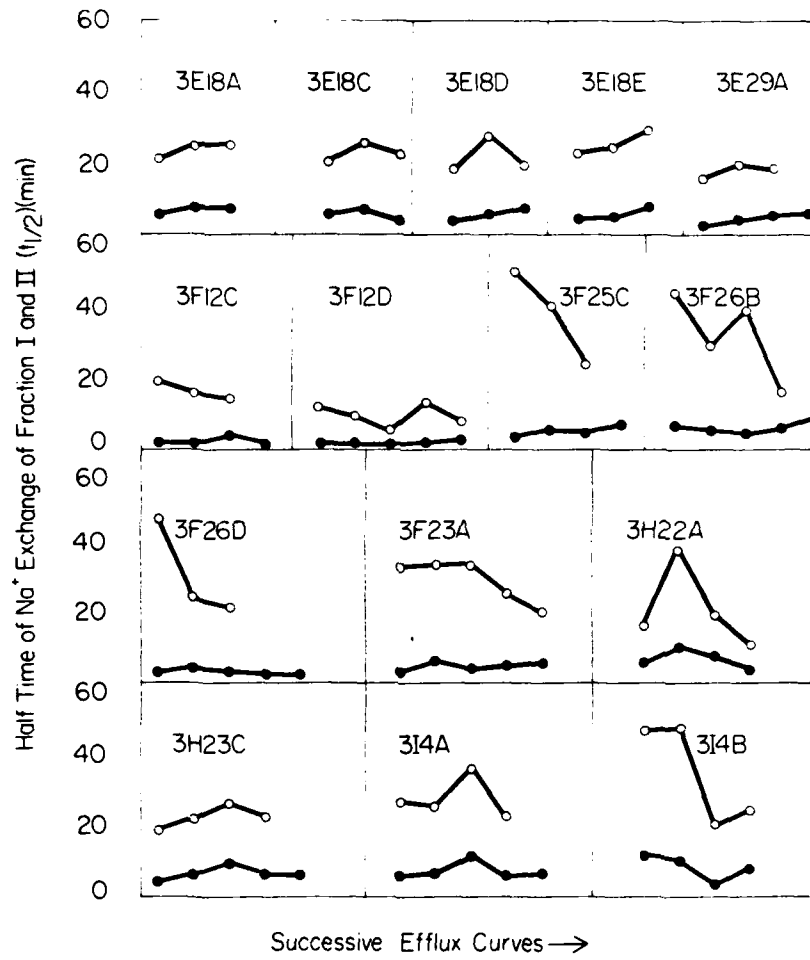 60
3E18A 3E18C 3E18D 3E18E 3E29A
40
20
60
3F12C 3F12D 3F25C 3F26B
40
20
0
60
3F26D 3F23A 3H22A
40
20
60
3H23C 3I4A 3I4B
40
20
0
Half Time of Na⁺ Exchange of Fraction I and II (t1/2)(min)
Successive Efflux Curves →